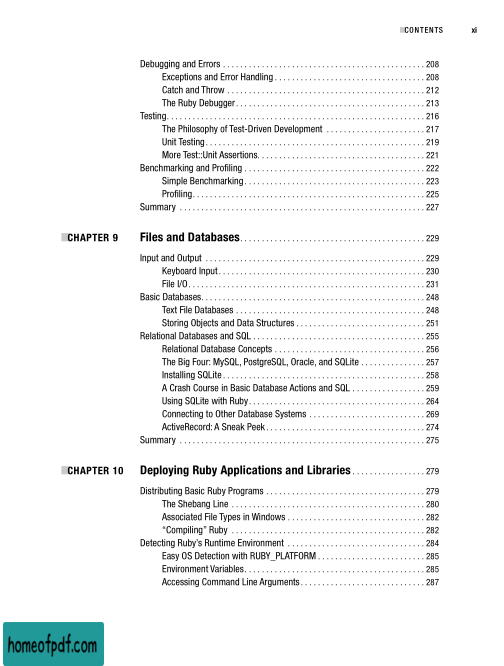 ■CONTENTS xi
Debugging and Errors . . . . . . . . . . . . . . . . . . . . . . . . . . . . . . . . . . . . . . . . . . . . . . . 208
Exceptions and Error Handling . . . . . . . . . . . . . . . . . . . . . . . . . . . . . . . . . . . 208
Catch and Throw . . . . . . . . . . . . . . . . . . . . . . . . . . . . . . . . . . . . . . . . . . . . . . 212
The Ruby Debugger . . . . . . . . . . . . . . . . . . . . . . . . . . . . . . . . . . . . . . . . . . . . 213
Testing. . . . . . . . . . . . . . . . . . . . . . . . . . . . . . . . . . . . . . . . . . . . . . . . . . . . . . . . . . . . 216
The Philosophy of Test-Driven Development . . . . . . . . . . . . . . . . . . . . . . . 217
Unit Testing . . . . . . . . . . . . . . . . . . . . . . . . . . . . . . . . . . . . . . . . . . . . . . . . . . . 219
More Test::Unit Assertions. . . . . . . . . . . . . . . . . . . . . . . . . . . . . . . . . . . . . . . 221
Benchmarking and Profiling . . . . . . . . . . . . . . . . . . . . . . . . . . . . . . . . . . . . . . . . . . 222
Simple Benchmarking . . . . . . . . . . . . . . . . . . . . . . . . . . . . . . . . . . . . . . . . . . 223
Profiling . . . . . . . . . . . . . . . . . . . . . . . . . . . . . . . . . . . . . . . . . . . . . . . . . . . . . . 225
Summary . . . . . . . . . . . . . . . . . . . . . . . . . . . . . . . . . . . . . . . . . . . . . . . . . . . . . . . . . 227
■CHAPTER 9 Files and Databases . . . . . . . . . . . . . . . . . . . . . . . . . . . . . . . . . . . . . . . . . . . 229
Input and Output . . . . . . . . . . . . . . . . . . . . . . . . . . . . . . . . . . . . . . . . . . . . . . . . . . . 229
Keyboard Input . . . . . . . . . . . . . . . . . . . . . . . . . . . . . . . . . . . . . . . . . . . . . . . . 230
File I/O . . . . . . . . . . . . . . . . . . . . . . . . . . . . . . . . . . . . . . . . . . . . . . . . . . . . . . . 231
Basic Databases. . . . . . . . . . . . . . . . . . . . . . . . . . . . . . . . . . . . . . . . . . . . . . . . . . . . 248
Text File Databases . . . . . . . . . . . . . . . . . . . . . . . . . . . . . . . . . . . . . . . . . . . . 248
Storing Objects and Data Structures . . . . . . . . . . . . . . . . . . . . . . . . . . . . . . 251
Relational Databases and SQL . . . . . . . . . . . . . . . . . . . . . . . . . . . . . . . . . . . . . . . . 255
Relational Database Concepts . . . . . . . . . . . . . . . . . . . . . . . . . . . . . . . . . . . 256
The Big Four: MySQL, PostgreSQL, Oracle, and SQLite . . . . . . . . . . . . . . . 257
Installing SQLite . . . . . . . . . . . . . . . . . . . . . . . . . . . . . . . . . . . . . . . . . . . . . . . 258
A Crash Course in Basic Database Actions and SQL . . . . . . . . . . . . . . . . . 259
Using SQLite with Ruby . . . . . . . . . . . . . . . . . . . . . . . . . . . . . . . . . . . . . . . . . 264
Connecting to Other Database Systems . . . . . . . . . . . . . . . . . . . . . . . . . . . 269
ActiveRecord: A Sneak Peek . . . . . . . . . . . . . . . . . . . . . . . . . . . . . . . . . . . . . 274
Summary . . . . . . . . . . . . . . . . . . . . . . . . . . . . . . . . . . . . . . . . . . . . . . . . . . . . . . . . . 275
■CHAPTER 10 Deploying Ruby Applications and Libraries . . . . . . . . . . . . . . . . . 279
Distributing Basic Ruby Programs . . . . . . . . . . . . . . . . . . . . . . . . . . . . . . . . . . . . . 279
The Shebang Line . . . . . . . . . . . . . . . . . . . . . . . . . . . . . . . . . . . . . . . . . . . . . 280
Associated File Types in Windows . . . . . . . . . . . . . . . . . . . . . . . . . . . . . . . . 282
“Compiling” Ruby . . . . . . . . . . . . . . . . . . . . . . . . . . . . . . . . . . . . . . . . . . . . . 282
Detecting Ruby’s Runtime Environment . . . . . . . . . . . . . . . . . . . . . . . . . . . . . . . . 284
Easy OS Detection with RUBY_PLATFORM . . . . . . . . . . . . . . . . . . . . . . . . . 285
Environment Variables. . . . . . . . . . . . . . . . . . . . . . . . . . . . . . . . . . . . . . . . . . 285
Accessing Command Line Arguments . . . . . . . . . . . . . . . . . . . . . . . . . . . . . 287
homeofpdf.com